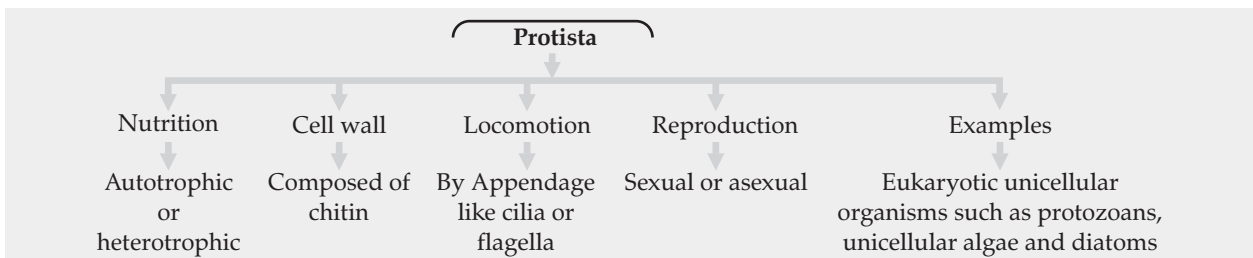 Protista
Nutrition
Cell wall
Locomotion
Reproduction
Examples
Autotrophic
or
heterotrophic
Composed of
chitin
By Appendage
like cilia or
flagella
Sexual or asexual
Eukaryotic unicellular
organisms such as protozoans,
unicellular algae and diatoms